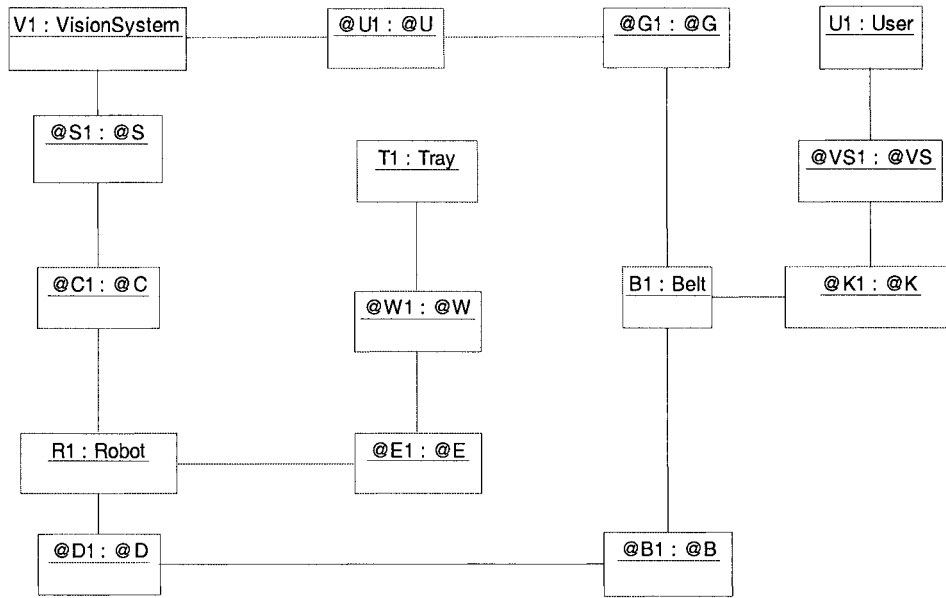 V1 : VisionSystem
@U1 : @U
@G1 : @G
U1 : User
@S1 : @S
T1 : Tray
@VS1 : @VS
@C1 : @C
@W1 : @W
B1 : Belt
@K1 : @K
R1 : Robot
@E1 : @E
@D1 : @D
@B1 : @B